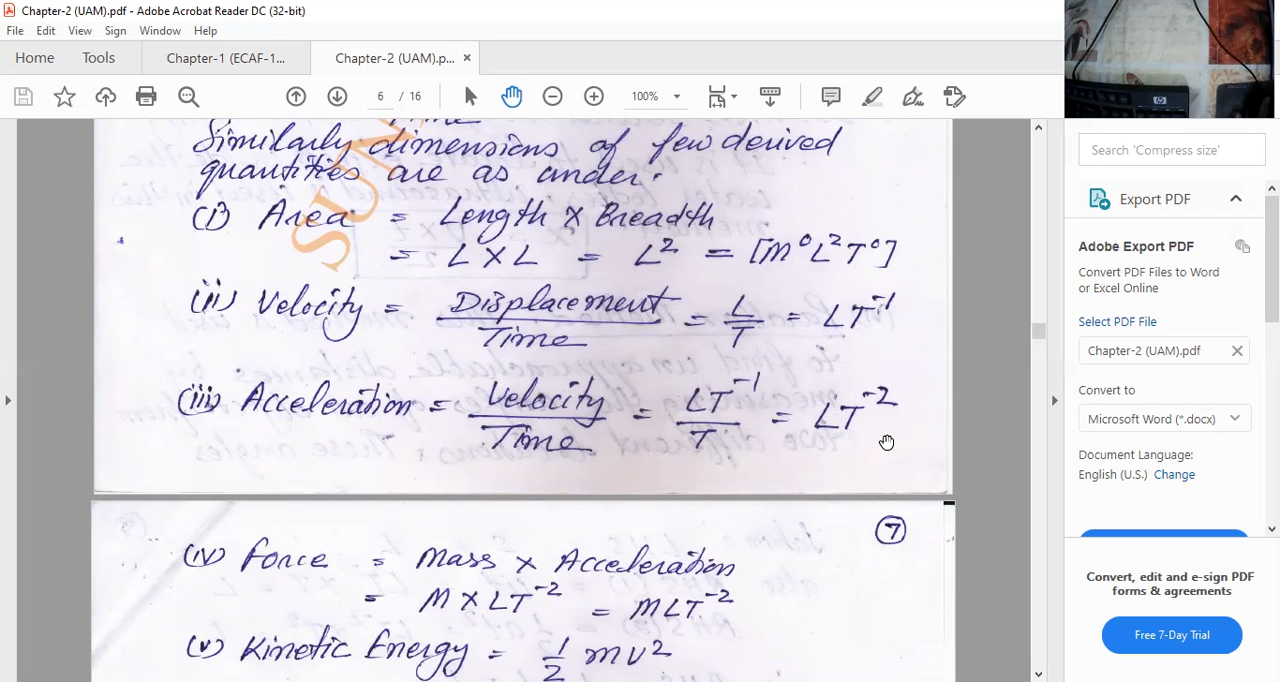 Chapter-2 (UAM).pdf - Adobe Acrobat Reader DC (32-bit)
File Edit View Sign Window Help
Home Tools Chapter-1 (ECAF-1... Chapter-2 (UAM).p... ×
6 / 16 100%
Similarly dimensions of few derived
quantities are as under.
(i) Area = Length × Breadth
= L × L = L² = [M⁰L²T⁰]
(ii) Velocity = Displacement / Time = L / T = LT⁻¹
(iii) Acceleration = Velocity / Time = LT⁻¹ / T = LT⁻²
7
(iv) Force = Mass × Acceleration
= M × LT⁻² = MLT⁻²
(v) Kinetic Energy = 1/2 mv²
SUM
hp
Search 'Compress size'
Export PDF
Adobe Export PDF
Convert PDF Files to Word
or Excel Online
Select PDF File
Chapter-2 (UAM).pdf
Convert to
Microsoft Word (*.docx)
Document Language:
English (U.S.) Change
Convert, edit and e-sign PDF
forms & agreements
Free 7-Day Trial